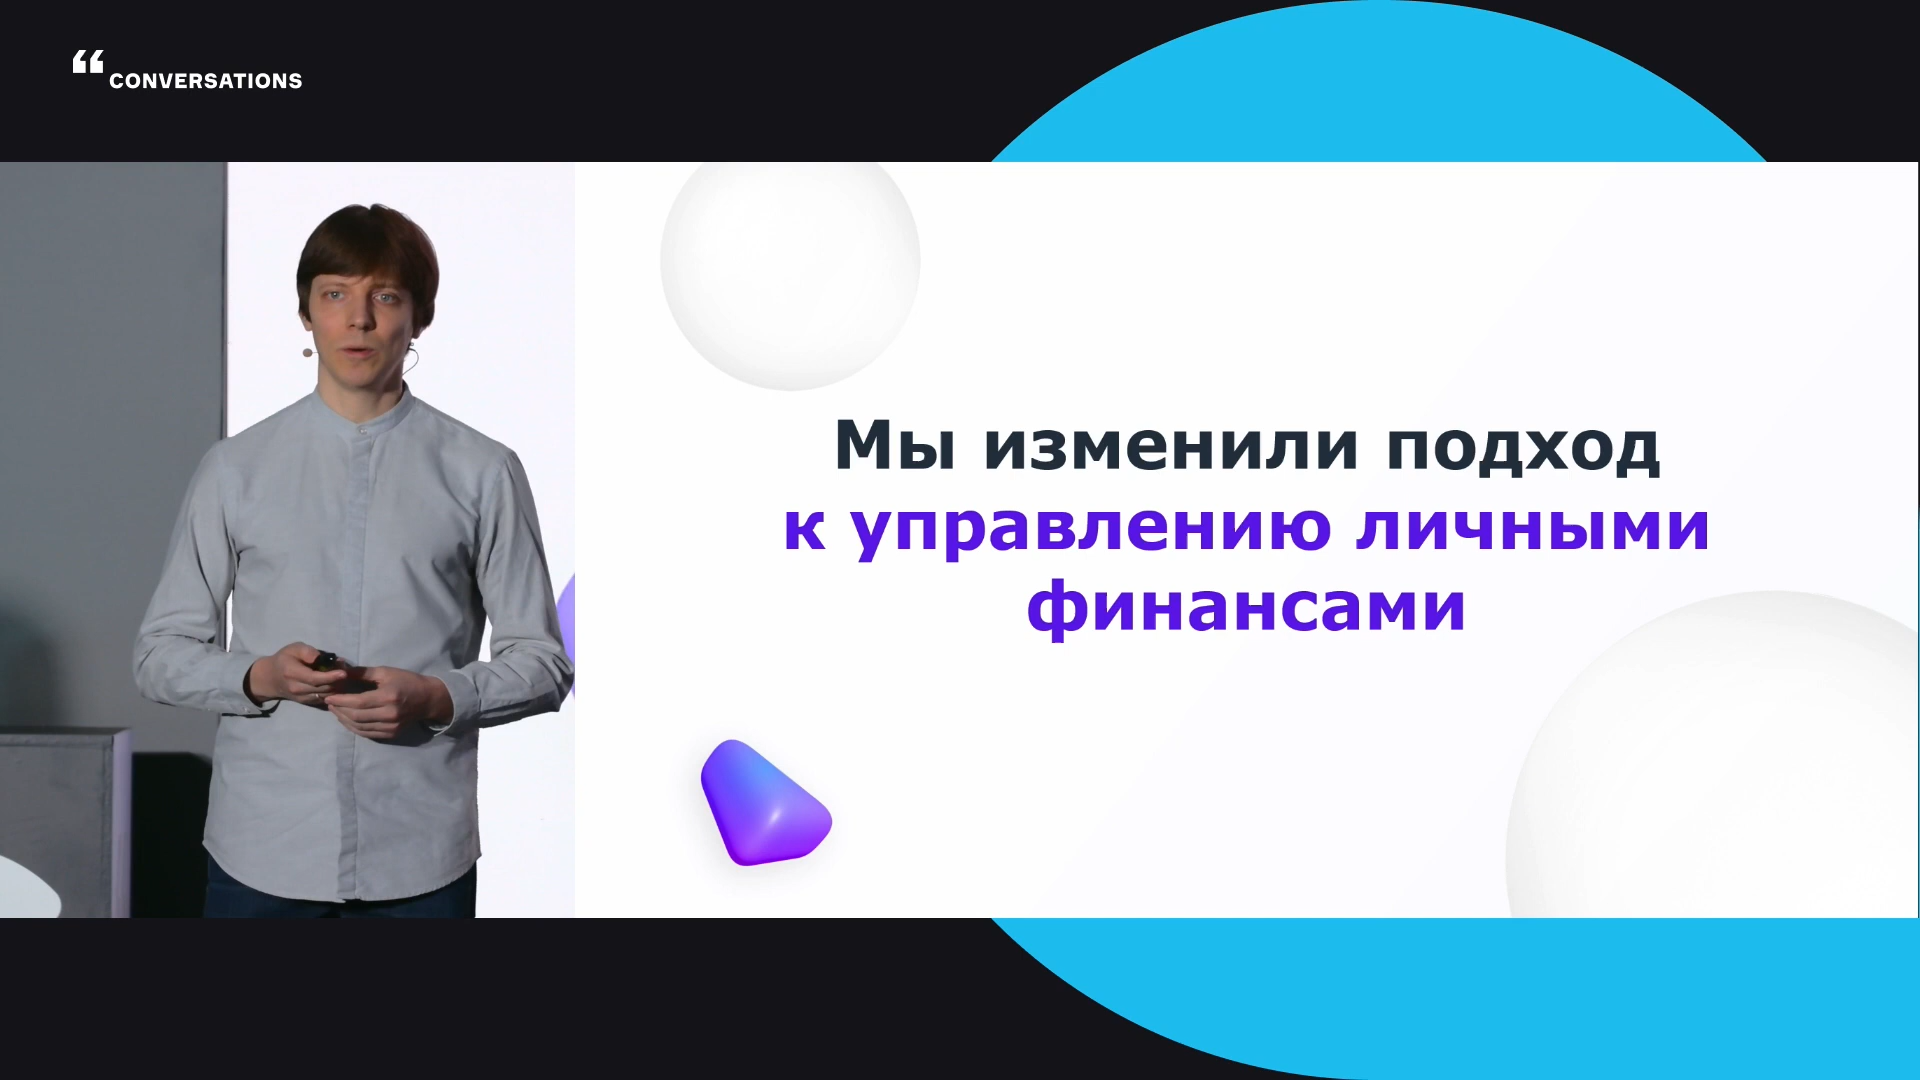 CONVERSATIONS
Мы изменили подход
к управлению личными
финансами